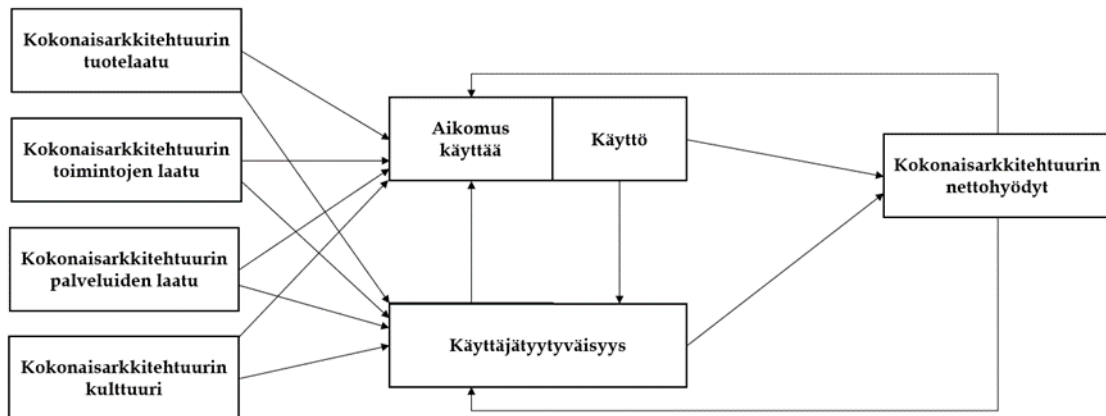 Kokonaisarkkitehtuurin
tuotelaatu
Kokonaisarkkitehtuurin
toimintojen laatu
Kokonaisarkkitehtuurin
palveluiden laatu
Kokonaisarkkitehtuurin
kulttuuri
Aikomus
käyttää
Käyttö
Käyttäjätyytyväisyys
Kokonaisarkkitehtuurin
nettohyödyt